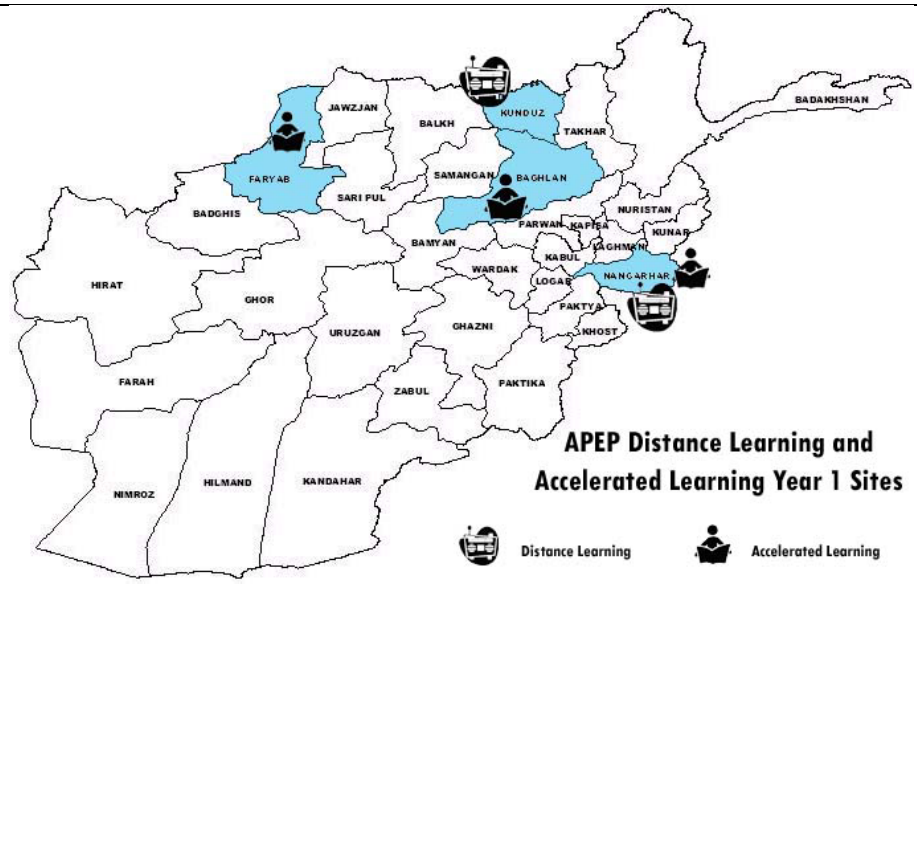 BADAKHSHAN
JAWZJAN
BALKH
KUNDUZ
TAKHAR
FARYAB
SAMANGAN
BAGHLAN
SARI PUL
BADGHIS
NURISTAN
PARWAN
KAPISA
KUNAR
BAMYAN
LAGHMAN
KABUL
WARDAK
NANGARHAR
LOGAR
HIRAT
GHOR
PAKTYA
URUZGAN
GHAZNI
KHOST
FARAH
ZABUL
PAKTIKA
APEP Distance Learning and
Accelerated Learning Year 1 Sites
NIMROZ
HILMAND
KANDAHAR
Distance Learning
Accelerated Learning